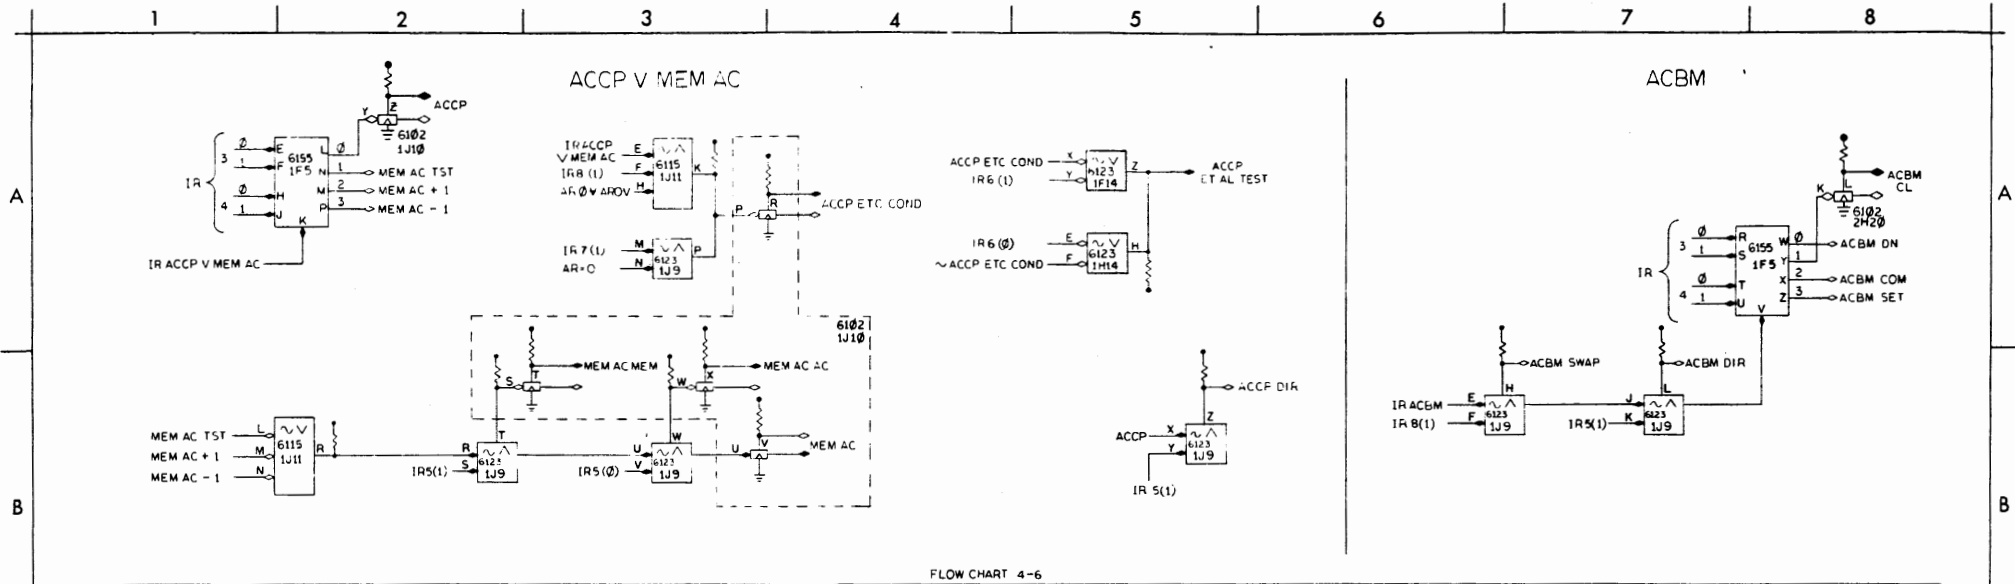 1 2 3 4 5 6 7 8
ACCP V MEM AC
ACBM
Z
ACCP
Y
6102
1J10
IR
3
Ø
1
4
Ø
1
E
F
H
J
K
6155
1F5
L Ø
N 1 MEM AC TST
M 2 MEM AC + 1
P 3 MEM AC - 1
IR ACCP V MEM AC
IR ACCP
V MEM AC E
IR8 (1) F
AR Ø ∀ AROV H
∼ ∧
6115
1J11
K
IR7(1) M
AR=0 N
∼ ∧
6123
1J9
P
P R
ACCP ETC COND
ACCP ETC COND X
IR6 (1) Y
∼ V
6123
1F14
Z
ACCP
ET AL TEST
IR6 (Ø) E
∼ACCP ETC COND F
∼ V
6123
1H14
H
K L
ACBM
CL
6102
2H2Ø
IR
3
Ø
1
4
Ø
1
R
S
T
U
V
6155
1F5
W Ø ACBM DN
Y 1
X 2 ACBM COM
Z 3 ACBM SET
A A
6102
1J1Ø
S T
MEM AC MEM
W X
MEM AC AC
MEM AC TST L
MEM AC + 1 M
MEM AC - 1 N
∼ V
6115
1J11
R
R
IR5(1) S
T
∼ ∧
6123
1J9
U
IR5(Ø) V
W
∼ ∧
6123
1J9
U V
MEM AC
ACCP DIR
ACCP X
Y
Z
∼ ∧
6123
1J9
IR 5(1)
ACBM SWAP
IR ACBM E
IR 8(1) F
H
∼ ∧
6123
1J9
ACBM DIR
J
IR5(1) K
L
∼ ∧
6123
1J9
B B
FLOW CHART 4-6